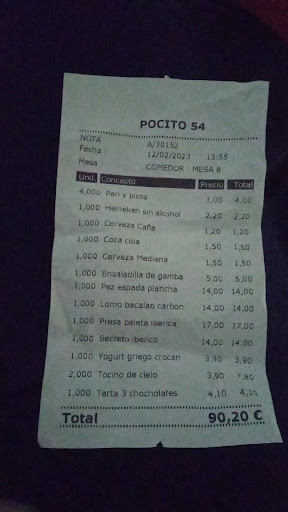 POCITO 54
NOTA A/30152
Fecha : 12/02/2023 13:55
Mesa : COMEDOR : MESA 8
Und. Concepto Precio Total
4,000 Pan y picos 1,00 4,00
1,000 Heineken sin alcohol 2,20 2,20
1,000 Cerveza Caña 1,20 1,20
1,000 Coca cola 1,50 1,50
1,000 Cerveza Mediana 1,50 1,50
1,000 Ensaladilla de gamba 5,00 5,00
1,000 Pez espada plancha 14,00 14,00
1,000 Lomo bacalao carbon 14,00 14,00
1,000 Presa paleta iberica 17,00 17,00
1,000 Secreto iberico 14,00 14,00
1,000 Yogurt griego crocan 3,90 3,90
2,000 Tocino de cielo 3,90 7,80
1,000 Tarta 3 chocholates 4,10 4,10
Total 90,20 €